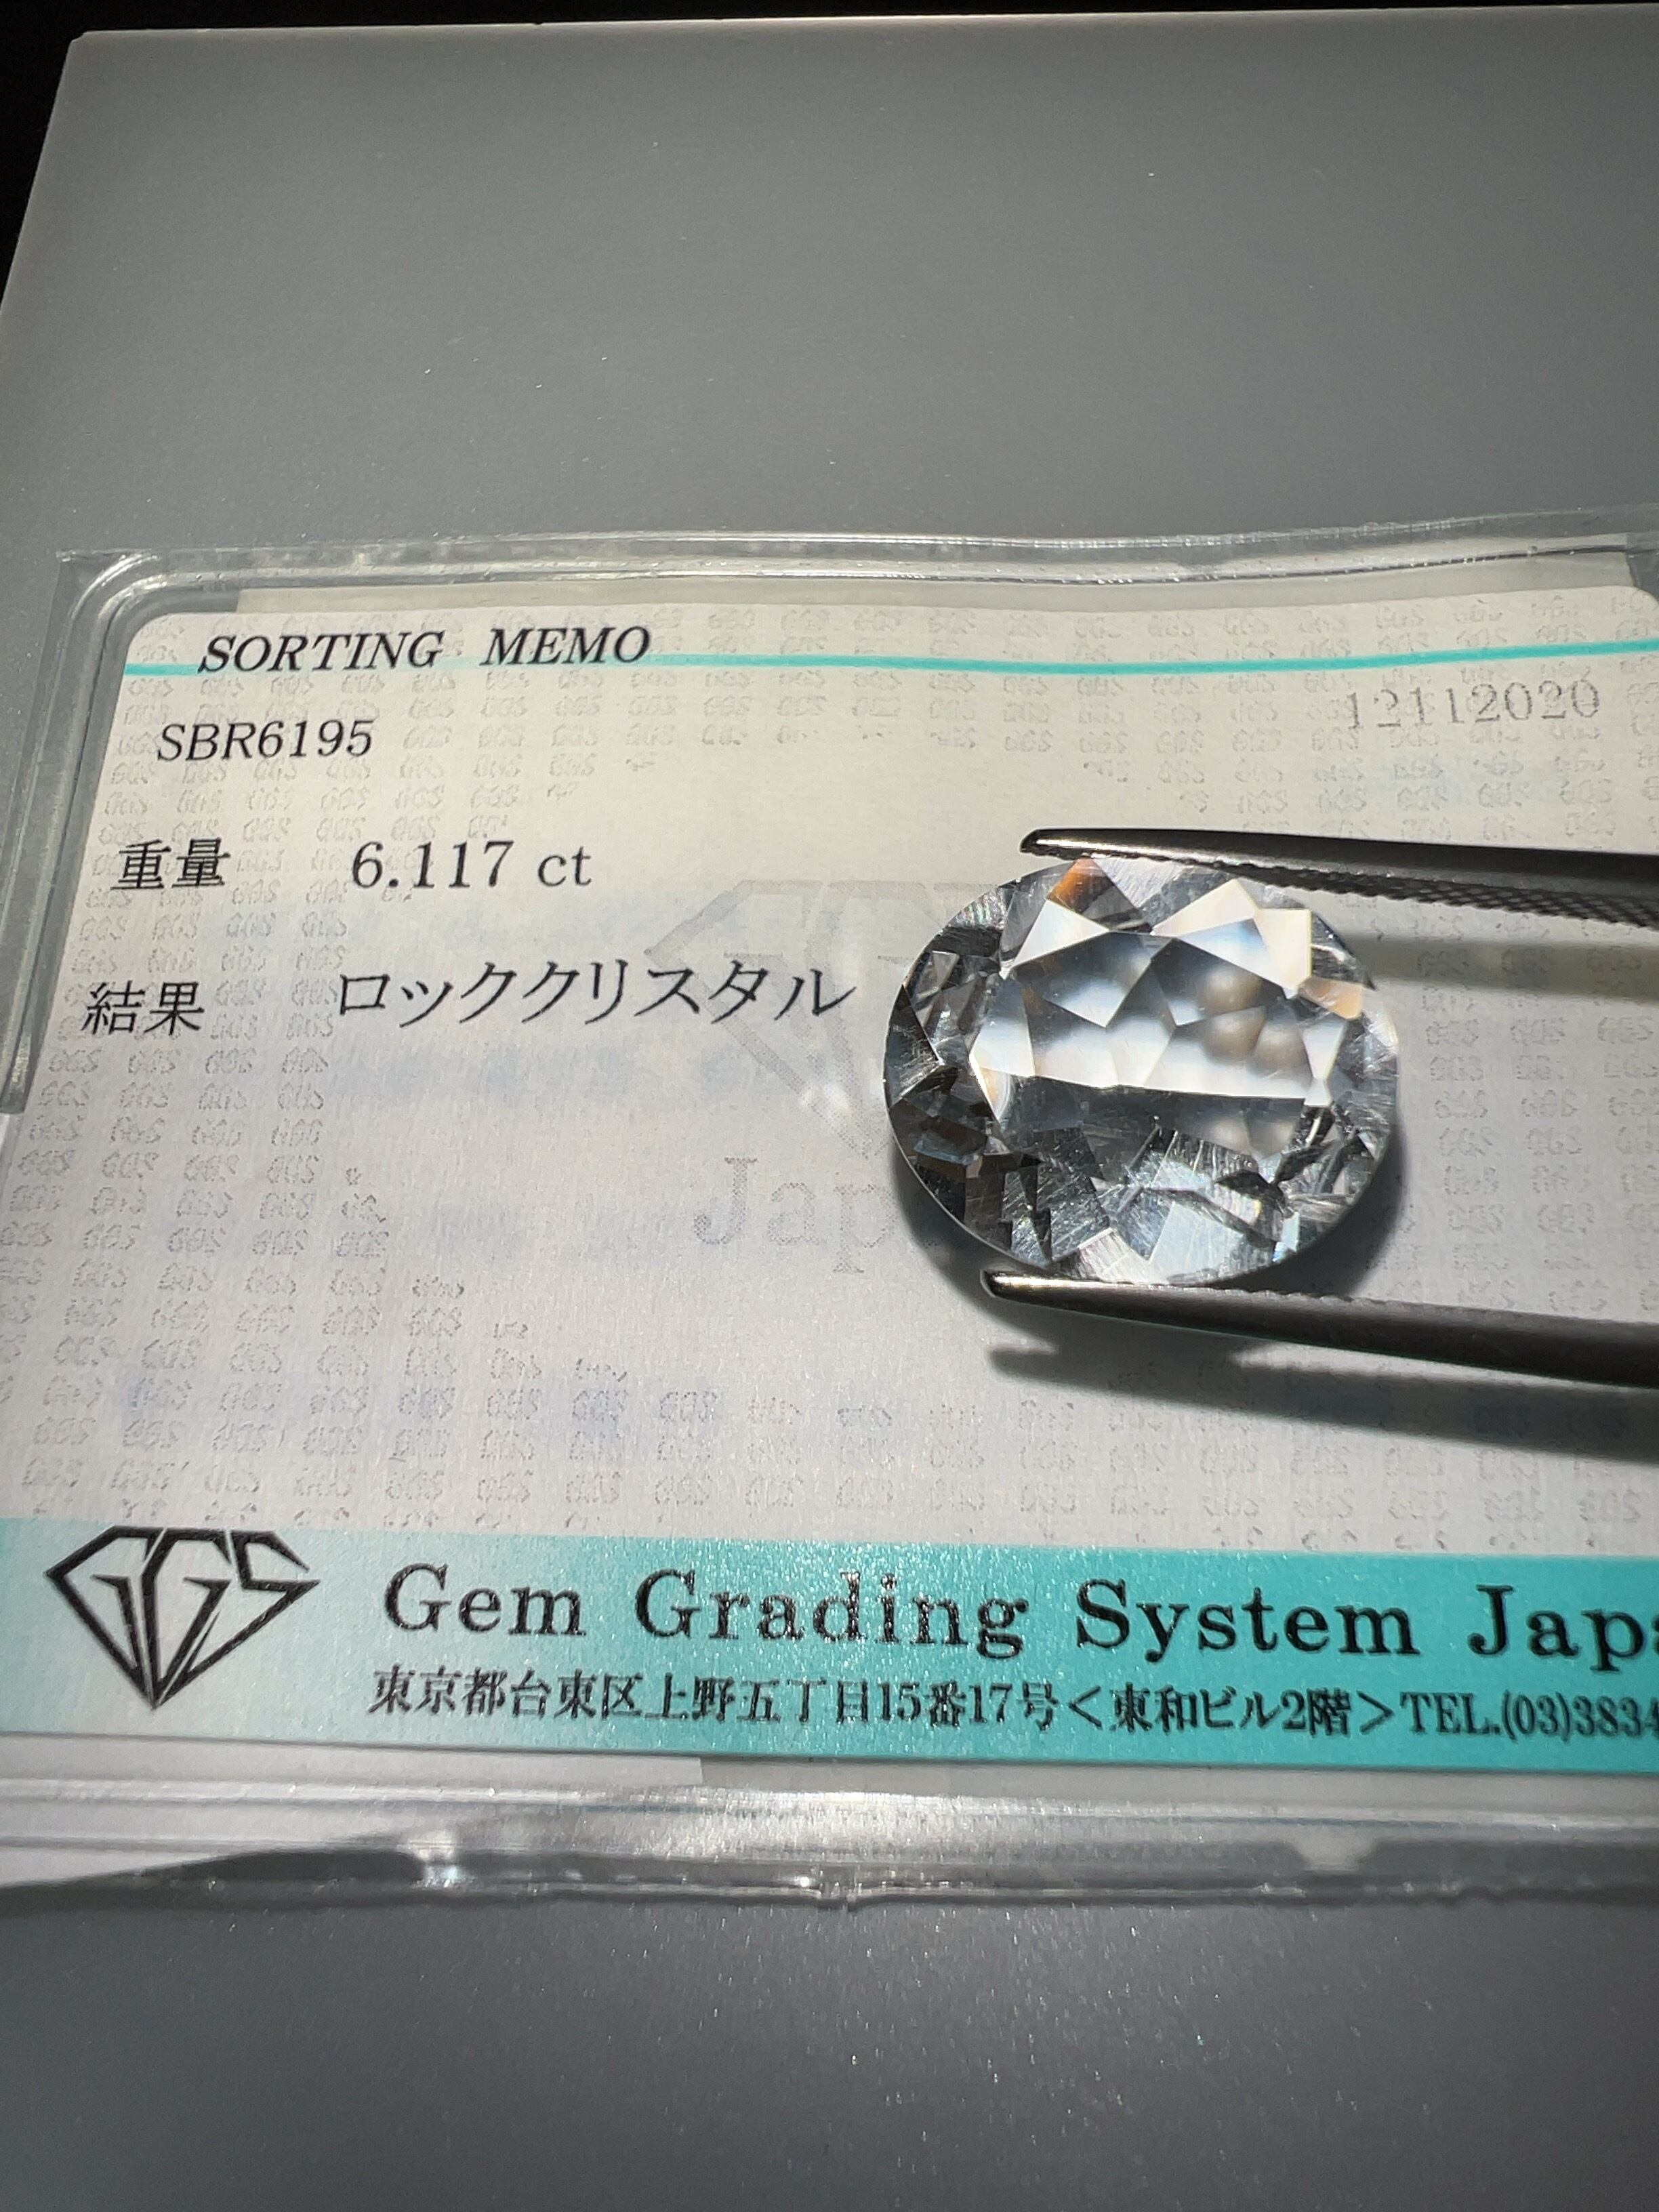 SORTING MEMO
12112020
SBR6195
重量 6.117 ct
結果 ロッククリスタル
GGS
Gem Grading System
東京都台東区上野五丁目15番17号<東和ビル2階>TEL.(03)3834